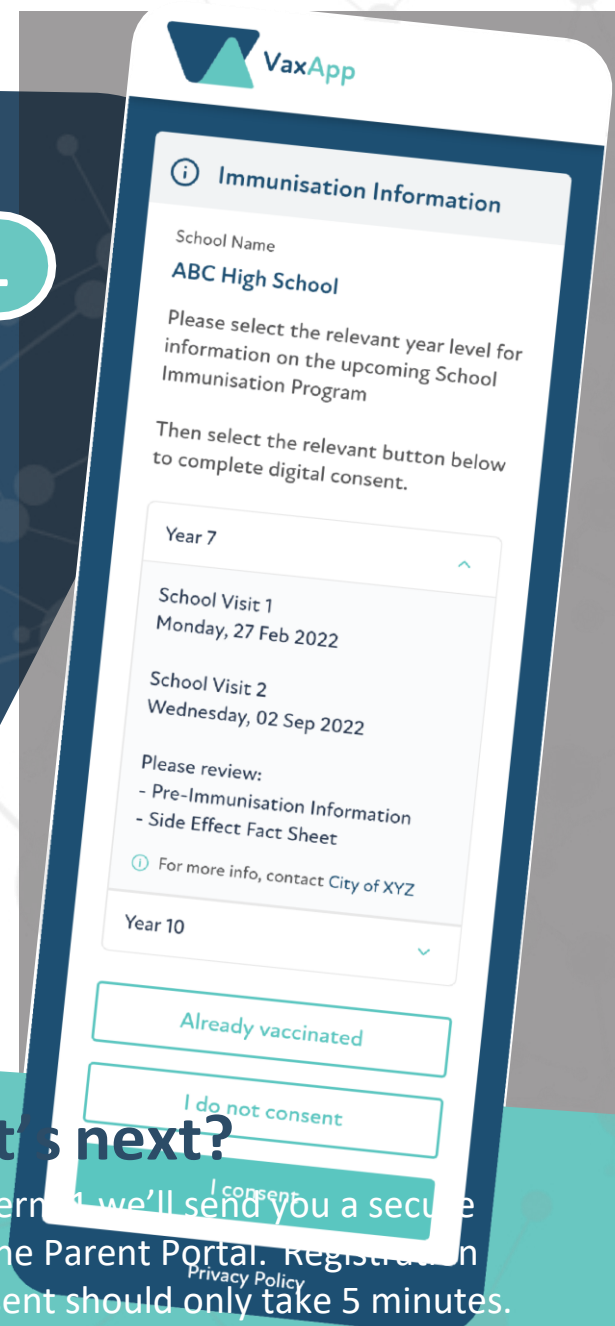 VaxApp
Immunisation Information
School Name
ABC High School
Please select the relevant year level for
information on the upcoming School
Immunisation Program
Then select the relevant button below
to complete digital consent.
Year 7
School Visit 1
Monday, 27 Feb 2022
School Visit 2
Wednesday, 02 Sep 2022
Please review:
- Pre-Immunisation Information
- Side Effect Fact Sheet
For more info, contact City of XYZ
Year 10
Already vaccinated
I do not consent
I consent
Privacy Policy
next?
we'll send you a secure
Parent Portal. Registration
should only take 5 minutes.